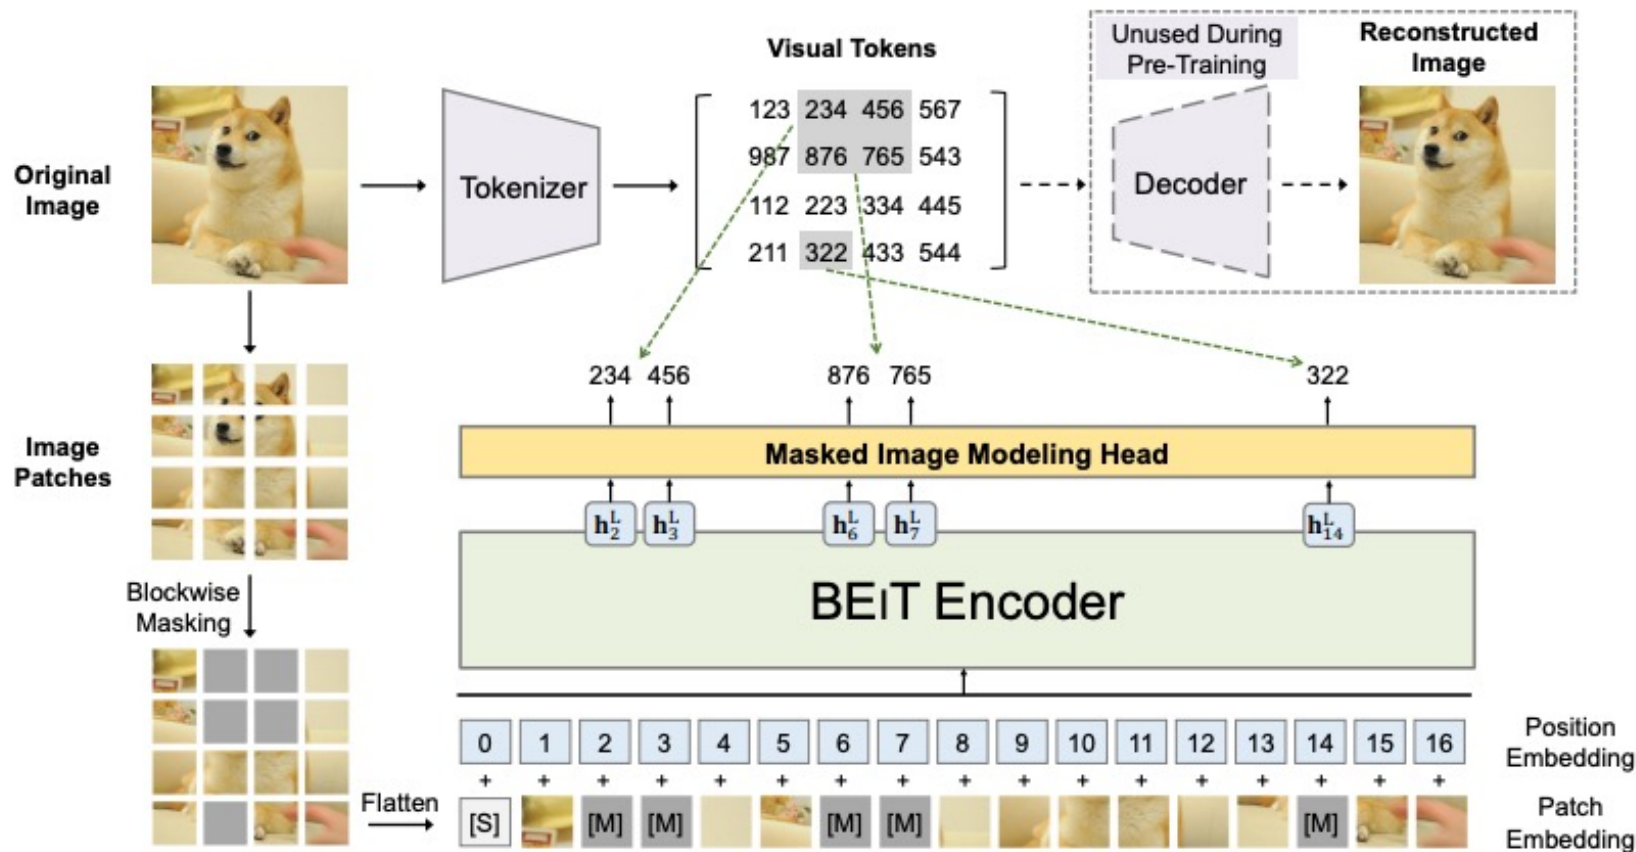 Original
Image
Tokenizer
Visual Tokens
123 234 456 567
987 876 765 543
112 223 334 445
211 322 433 544
Unused During
Pre-Training
Decoder
Reconstructed
Image
Image
Patches
Blockwise
Masking
Flatten
234 456 876 765 322
Masked Image Modeling Head
h₂ᴸ h₃ᴸ h₆ᴸ h₇ᴸ h₁₄ᴸ
BEIT Encoder
0 1 2 3 4 5 6 7 8 9 10 11 12 13 14 15 16
Position
Embedding
+ + + + + + + + + + + + + + + + +
[S] [M] [M] [M] [M] [M]
Patch
Embedding